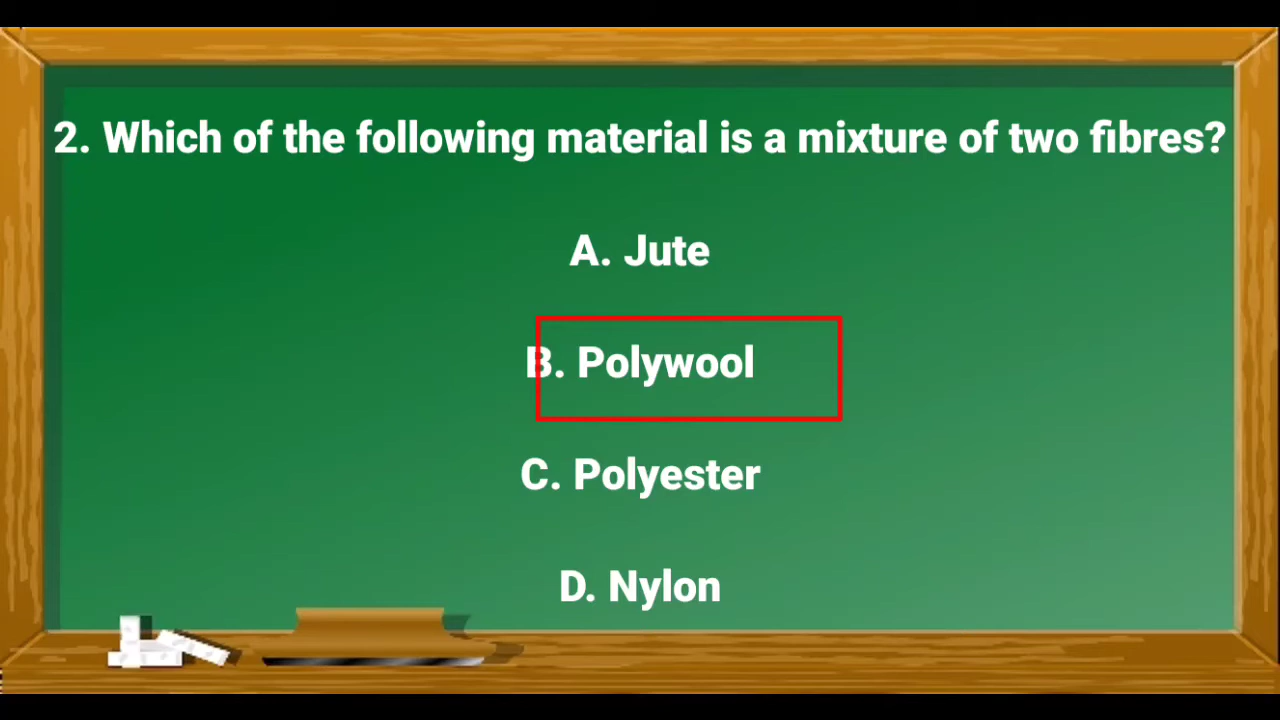 2. Which of the following material is a mixture of two fibres?
A. Jute
B. Polywool
C. Polyester
D. Nylon